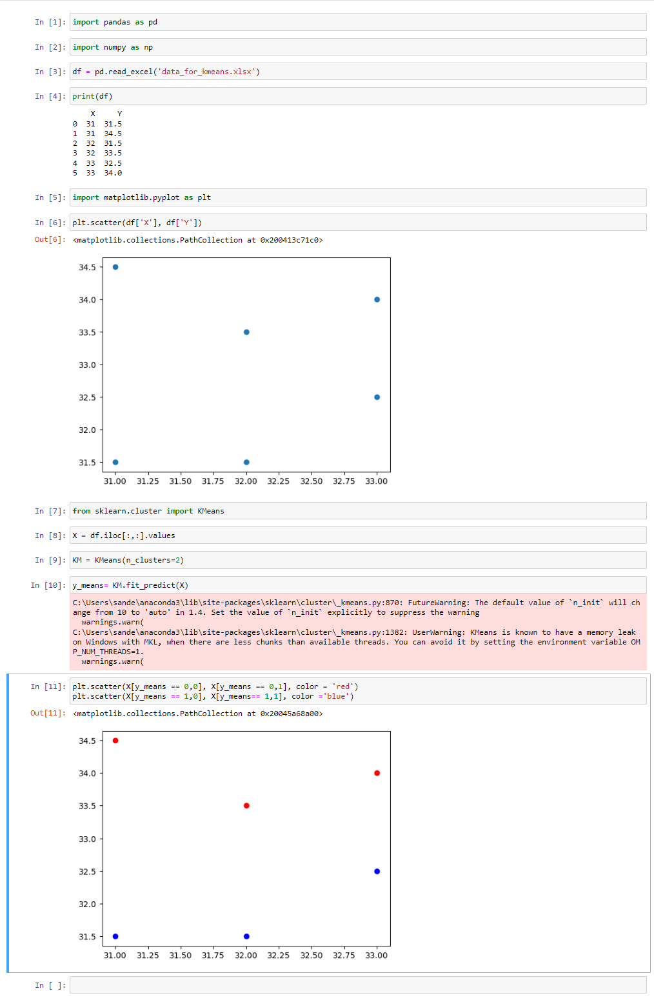 In [1]: import pandas as pd
In [2]: import numpy as np
In [3]: df = pd.read_excel('data_for_kmeans.xlsx')
In [4]: print(df)
X Y
0 31 31.5
1 31 34.5
2 32 31.5
3 32 33.5
4 33 32.5
5 33 34.0
In [5]: import matplotlib.pyplot as plt
In [6]: plt.scatter(df['X'], df['Y'])
Out[6]: <matplotlib.collections.PathCollection at 0x200413c71c0>
34.5
34.0
33.5
33.0
32.5
32.0
31.5
31.00 31.25 31.50 31.75 32.00 32.25 32.50 32.75 33.00
In [7]: from sklearn.cluster import KMeans
In [8]: X = df.iloc[:,:].values
In [9]: KM = KMeans(n_clusters=2)
In [10]: y_means= KM.fit_predict(X)
C:\Users\sande\anaconda3\lib\site-packages\sklearn\cluster\_kmeans.py:870: FutureWarning: The default value of `n_init` will ch
ange from 10 to 'auto' in 1.4. Set the value of `n_init` explicitly to suppress the warning
warnings.warn(
C:\Users\sande\anaconda3\lib\site-packages\sklearn\cluster\_kmeans.py:1382: UserWarning: KMeans is known to have a memory leak
on Windows with MKL, when there are less chunks than available threads. You can avoid it by setting the environment variable OM
P_NUM_THREADS=1.
warnings.warn(
In [11]: plt.scatter(X[y_means == 0,0], X[y_means == 0,1], color = 'red')
plt.scatter(X[y_means == 1,0], X[y_means== 1,1], color ='blue')
Out[11]: <matplotlib.collections.PathCollection at 0x20045a68a00>
34.5
34.0
33.5
33.0
32.5
32.0
31.5
31.00 31.25 31.50 31.75 32.00 32.25 32.50 32.75 33.00
In [ ]: